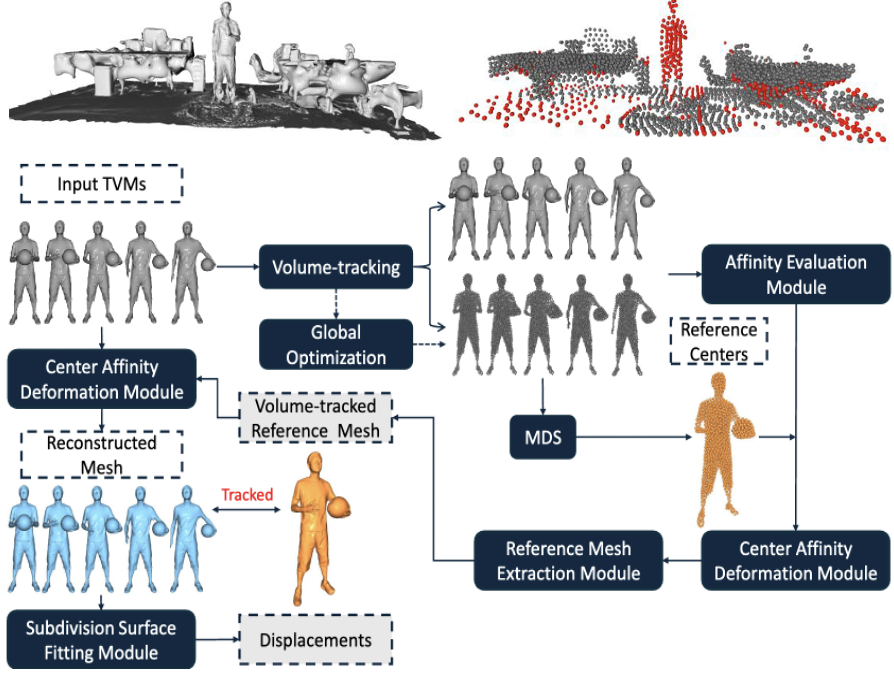 Input TVMs
Volume-tracking
Affinity Evaluation
Module
Global
Optimization
Reference
Centers
Center Affinity
Deformation Module
Volume-tracked
Reference Mesh
MDS
Reconstructed
Mesh
Tracked
Reference Mesh
Extraction Module
Center Affinity
Deformation Module
Subdivision Surface
Fitting Module
Displacements